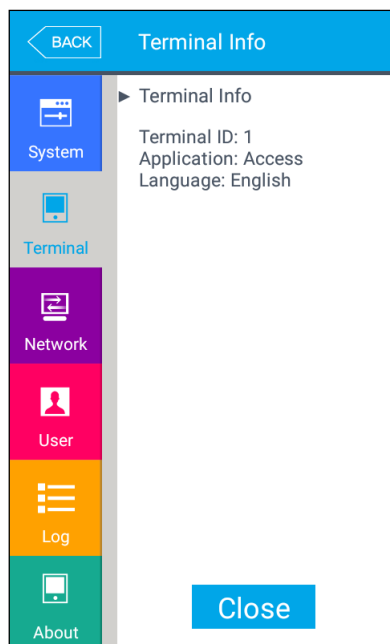 BACK
Terminal Info
System
Terminal
Network
User
Log
About
▶ Terminal Info
Terminal ID: 1
Application: Access
Language: English
Close